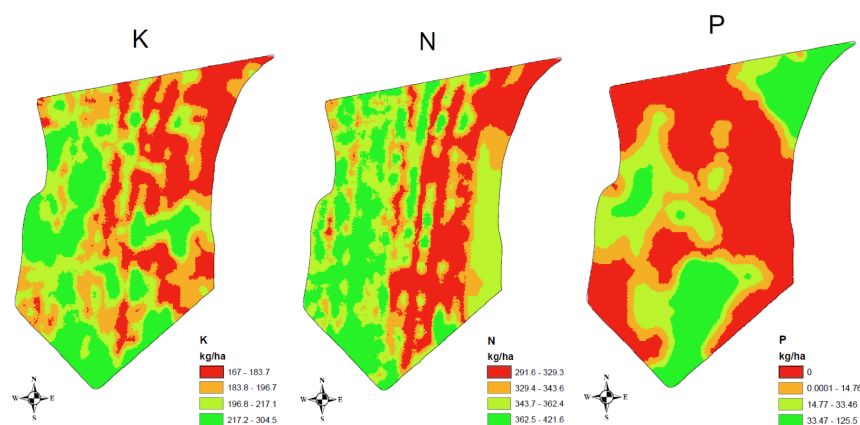 K
N
P
K
kg/ha
167 - 183.7
183.8 - 196.7
196.8 - 217.1
217.2 - 304.5
N
W E
S
N
kg/ha
291.6 - 329.3
329.4 - 343.6
343.7 - 362.4
362.5 - 421.6
N
W E
S
P
kg/ha
0
0.0001 - 14.76
14.77 - 33.46
33.47 - 125.5
N
W E
S